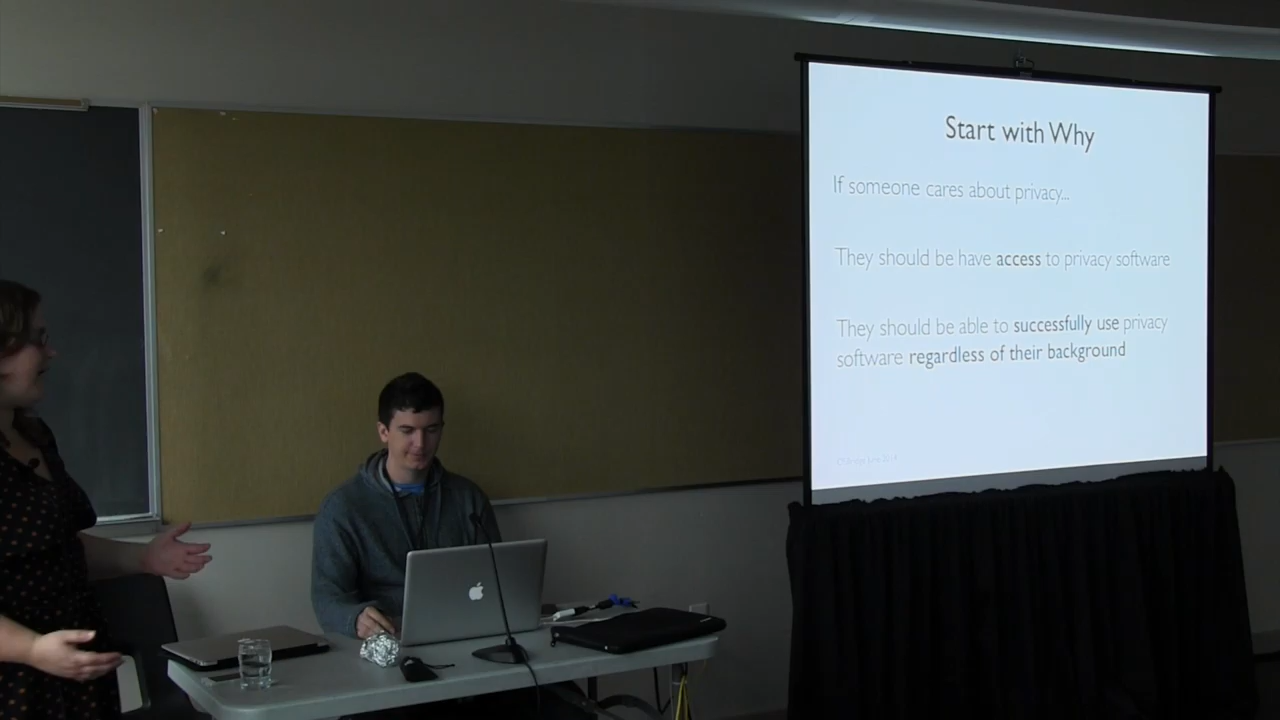 Start with Why
If someone cares about privacy...
They should be have access to privacy software
They should be able to successfully use privacy
software regardless of their background